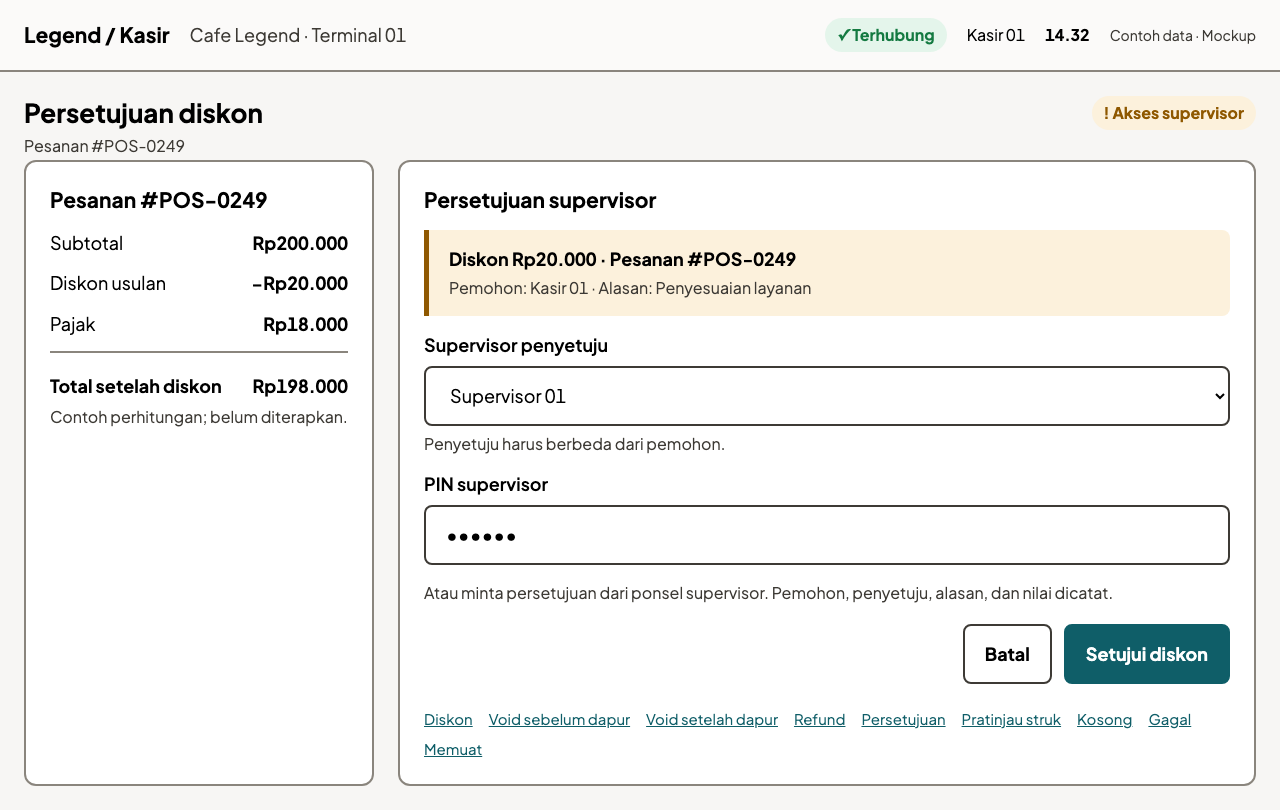 Legend / Kasir
Cafe Legend · Terminal 01
✓Terhubung
Kasir 01
14.32
Contoh data · Mockup
Persetujuan diskon
! Akses supervisor
Pesanan #POS-0249
Pesanan #POS-0249
Subtotal Rp200.000
Diskon usulan −Rp20.000
Pajak Rp18.000
Total setelah diskon Rp198.000
Contoh perhitungan; belum diterapkan.
Persetujuan supervisor
Diskon Rp20.000 · Pesanan #POS-0249
Pemohon: Kasir 01 · Alasan: Penyesuaian layanan
Supervisor penyetuju
Supervisor 01
Penyetuju harus berbeda dari pemohon.
PIN supervisor
••••••
Atau minta persetujuan dari ponsel supervisor. Pemohon, penyetuju, alasan, dan nilai dicatat.
Batal
Setujui diskon
Diskon Void sebelum dapur Void setelah dapur Refund Persetujuan Pratinjau struk Kosong Gagal
Memuat